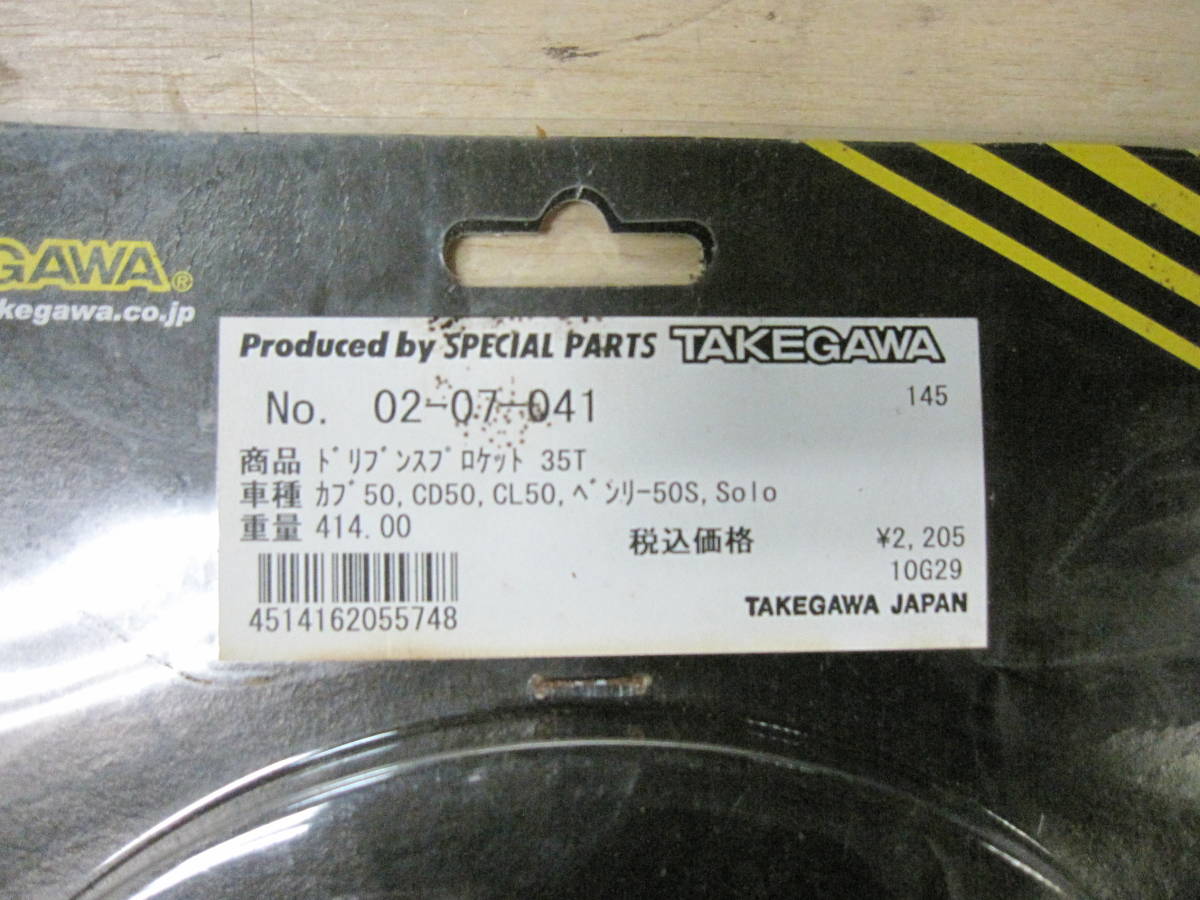 GAWA®
kegawa.co.jp
Produced by SPECIAL PARTS TAKEGAWA
No. 02-07-041
145
商品 ﾄﾞﾘﾌﾞﾝｽﾌﾟﾛｹｯﾄ 35T
車種 ｶﾌﾞ50,CD50,CL50,ﾍﾞﾝﾘｰ50S,Solo
重量 414.00
税込価格 ¥2,205
10G29
4514162055748
TAKEGAWA JAPAN